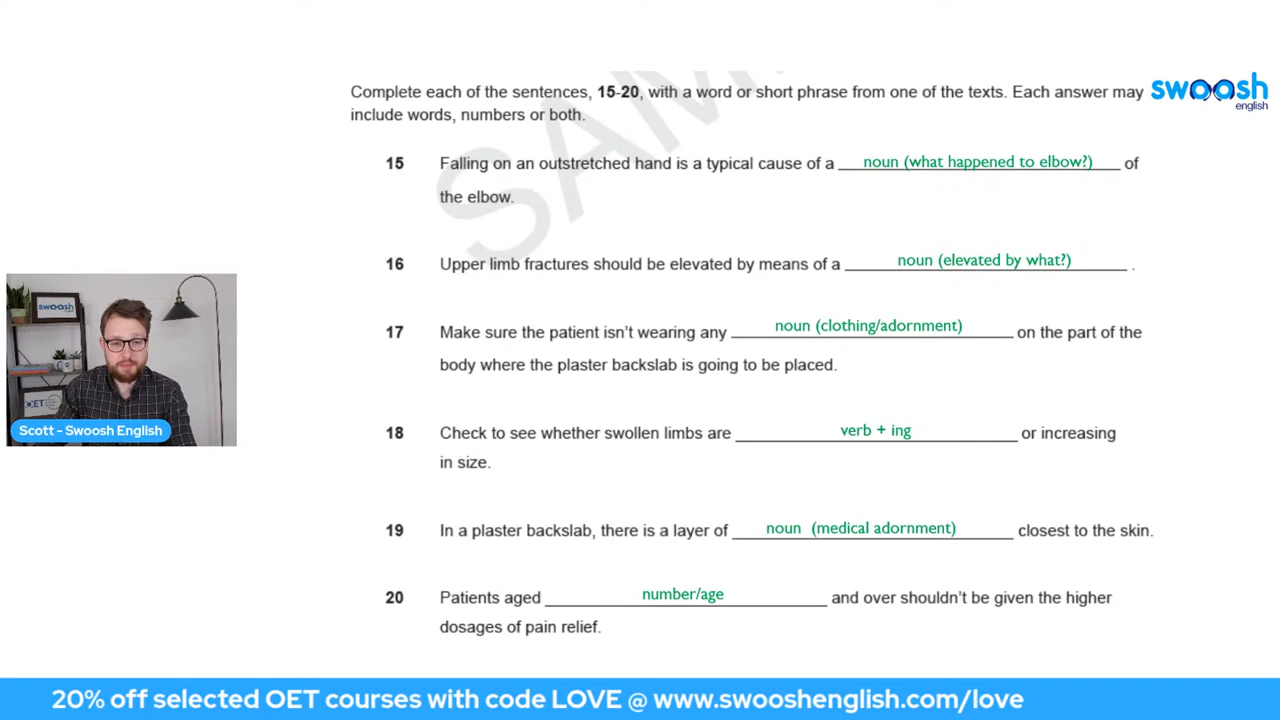 Complete each of the sentences, 15-20, with a word or short phrase from one of the texts. Each answer may
include words, numbers or both.
swoosh
english
15 Falling on an outstretched hand is a typical cause of a noun (what happened to elbow?) of
the elbow.
16 Upper limb fractures should be elevated by means of a noun (elevated by what?) .
17 Make sure the patient isn't wearing any noun (clothing/adornment) on the part of the
body where the plaster backslab is going to be placed.
18 Check to see whether swollen limbs are verb + ing or increasing
in size.
19 In a plaster backslab, there is a layer of noun (medical adornment) closest to the skin.
20 Patients aged number/age and over shouldn't be given the higher
dosages of pain relief.
SAM
swoosh
OET
Scott - Swoosh English
20% off selected OET courses with code LOVE @ www.swooshenglish.com/love